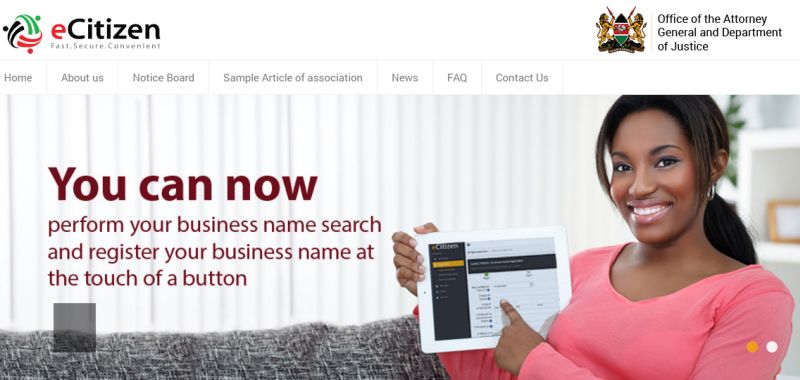 eCitizen
Fast.Secure.Convenient
Office of the Attorney
General and Department
of Justice
Home
About us
Notice Board
Sample Article of association
News
FAQ
Contact Us
You can now
perform your business name search
and register your business name at
the touch of a button
eCitizen